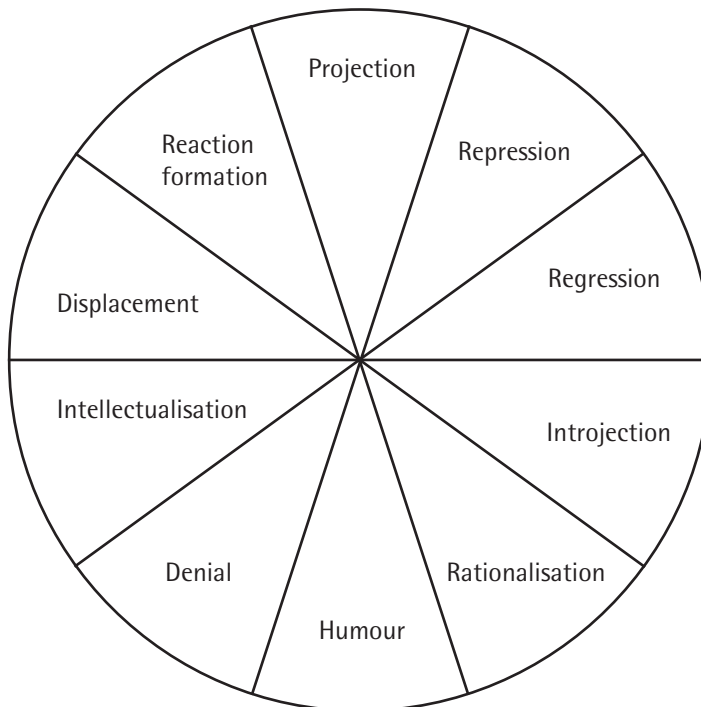 Projection
Reaction
formation
Repression
Regression
Displacement
Intellectualisation
Introjection
Denial
Rationalisation
Humour